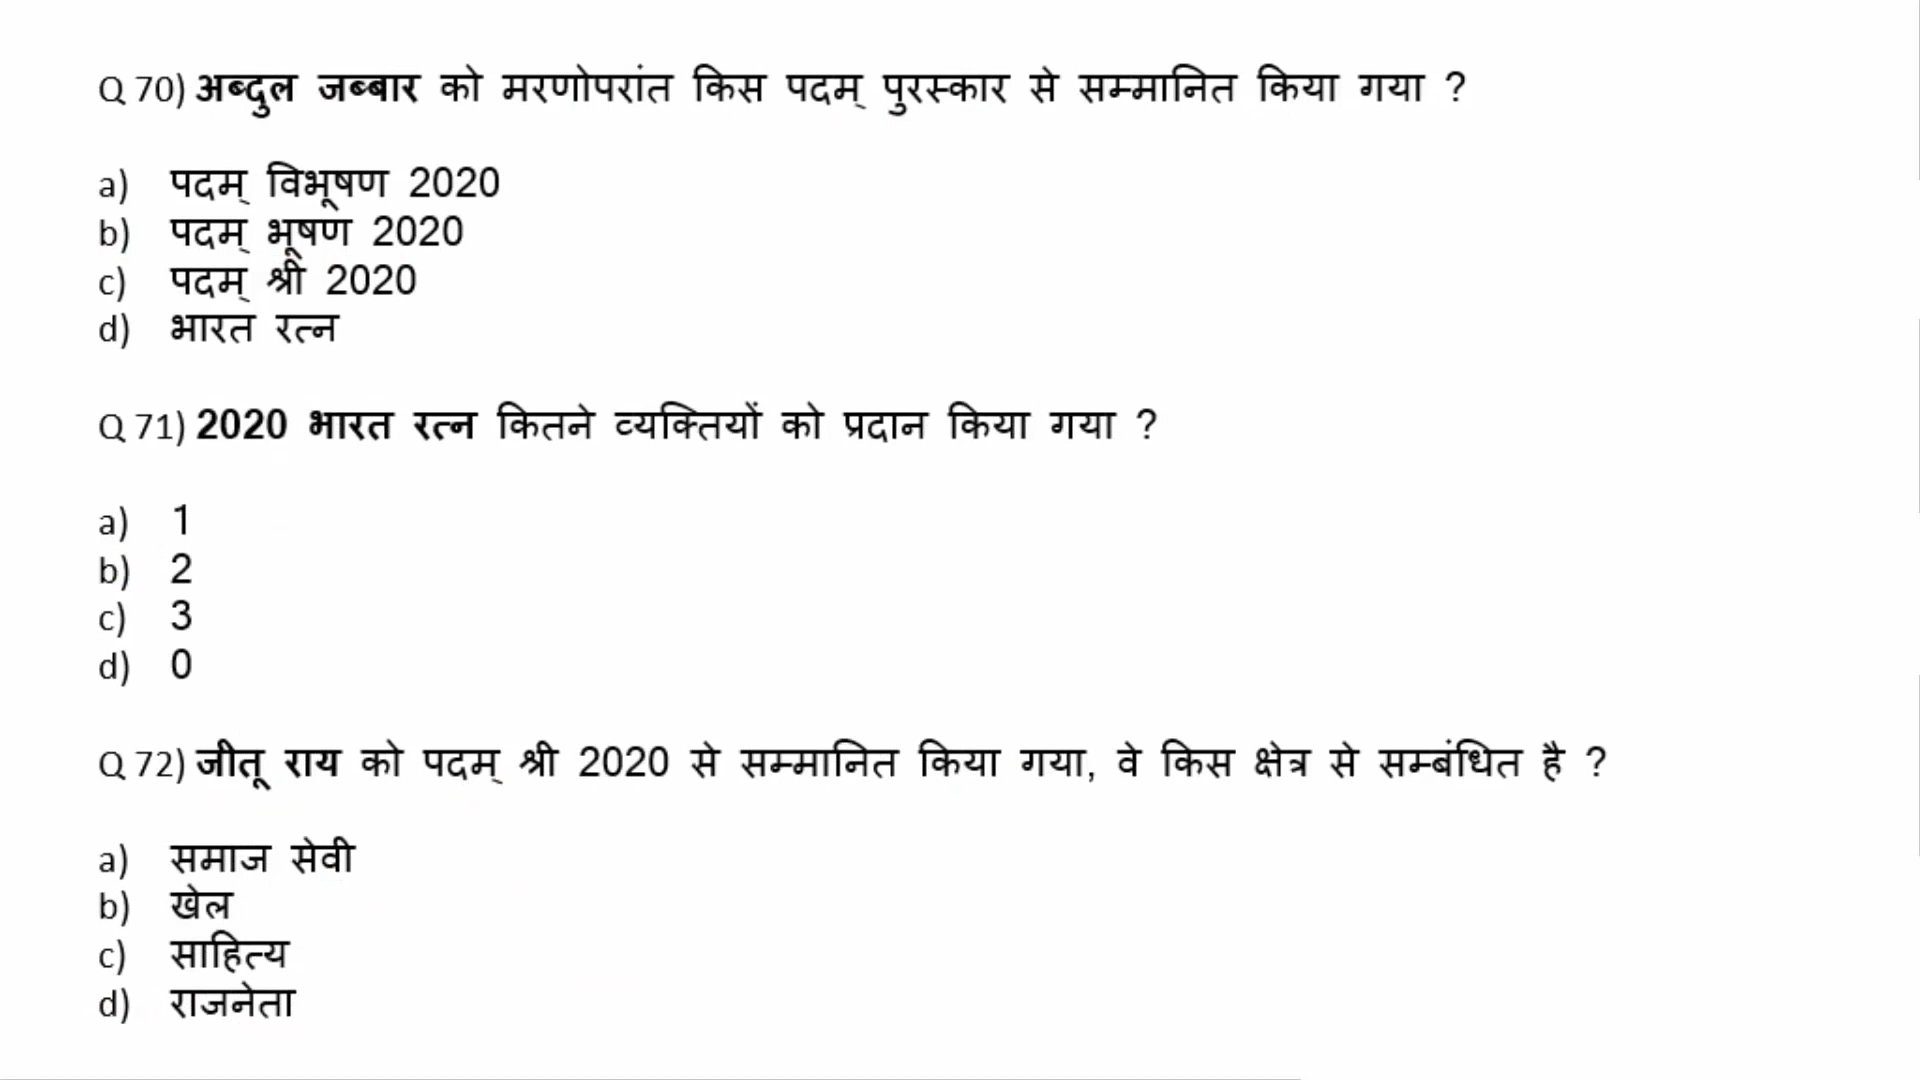 Q 70) अब्दुल जब्बार को मरणोपरांत किस पदम् पुरस्कार से सम्मानित किया गया ?
a) पदम् विभूषण 2020
b) पदम् भूषण 2020
c) पदम् श्री 2020
d) भारत रत्न
Q 71) 2020 भारत रत्न कितने व्यक्तियों को प्रदान किया गया ?
a) 1
b) 2
c) 3
d) 0
Q 72) जीतू राय को पदम् श्री 2020 से सम्मानित किया गया, वे किस क्षेत्र से सम्बंधित है ?
a) समाज सेवी
b) खेल
c) साहित्य
d) राजनेता